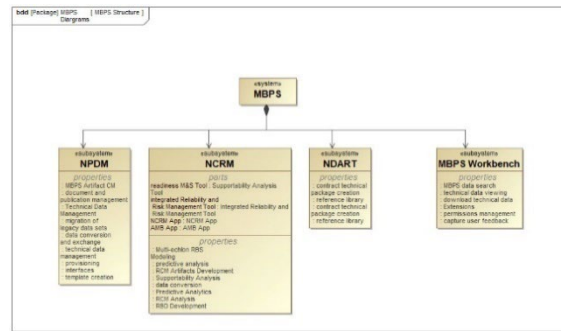 bdd [Package] MBPS [ MBPS Structure ]
Diargrams
«system»
MBPS
«subsystem»
NPDM
properties
: MBPS Artifact CM
: document and
publication management
: Technical Data
Management
: migration of
legacy data sets
: data conversion
and exchange
: technical data
management
: provisioning
: interfaces
: template creation
«subsystem»
NCRM
parts
readiness M&S Tool : Supportability Analysis
Tool
Integrated Reliability and
Risk Management Tool : Integrated Reliability and
Risk Management Tool
NCRM App : NCRM App
AMB App : AMB App
properties
: Multi-echlon RBS
Modeling
: predictive analysis
: RCM Artifacts Development
: Supportability Analysis
: data conversion
: Predictive Analytics
: RCM Analysis
: RBD Development
«subsystem»
NDART
properties
: contract technical
package creation
: reference library
: contract technical
package creation
: reference library
«subsystem»
MBPS Workbench
properties
: MBPS data search
: technical data viewing
: download technical data
: Extensions
: permissions management
: capture user feedback